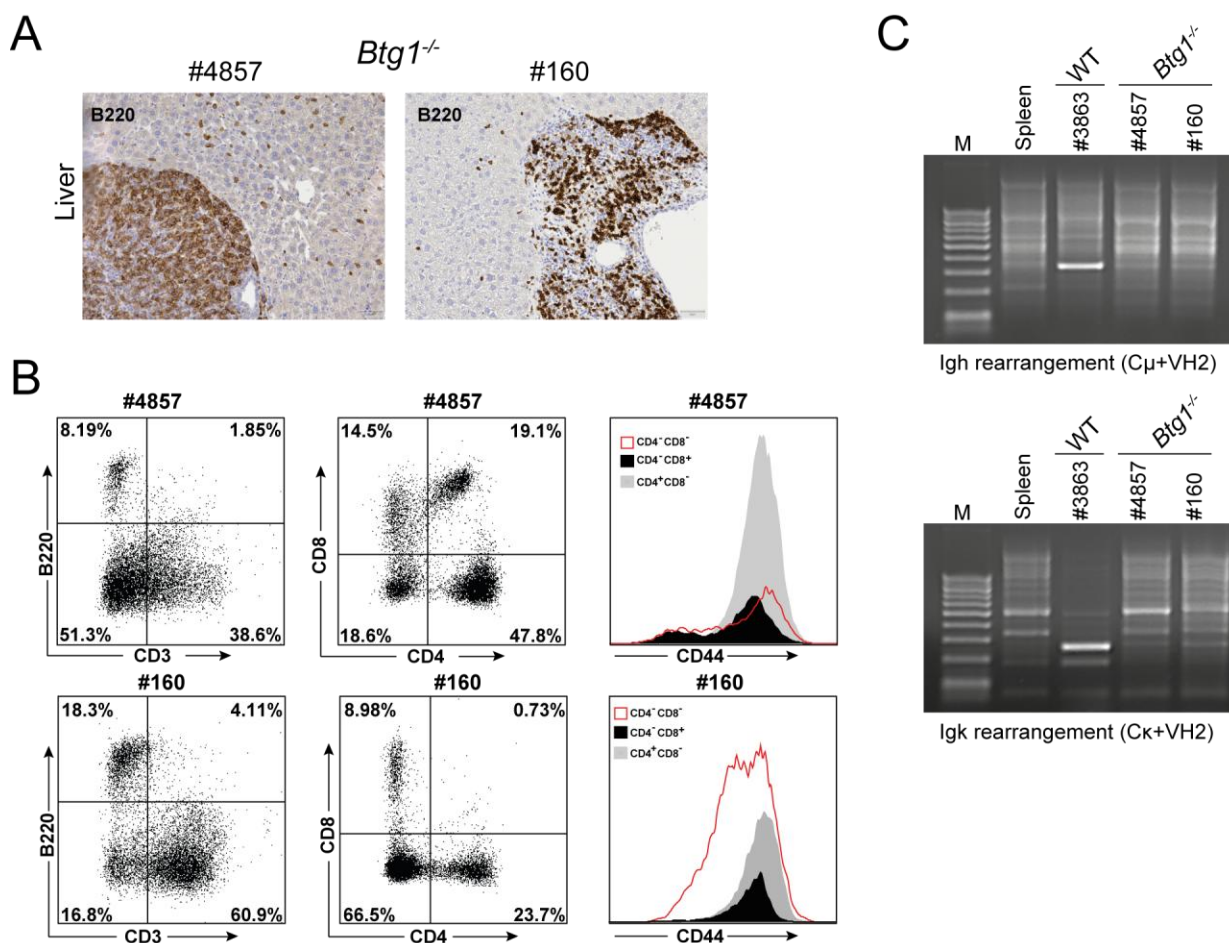 A
Btg1-/-
#4857
#160
B220
B220
Liver
B
#4857
8.19%
1.85%
51.3%
38.6%
B220
CD3
#4857
14.5%
19.1%
18.6%
47.8%
CD8
CD4
#4857
CD4-CD8-
CD4-CD8+
CD4+CD8-
CD44
#160
18.3%
4.11%
16.8%
60.9%
B220
CD3
#160
8.98%
0.73%
66.5%
23.7%
CD8
CD4
#160
CD4-CD8-
CD4-CD8+
CD4+CD8-
CD44
C
WT
Btg1-/-
M
Spleen
#3863
#4857
#160
Igh rearrangement (Cμ+VH2)
WT
Btg1-/-
M
Spleen
#3863
#4857
#160
Igk rearrangement (Cκ+VH2)